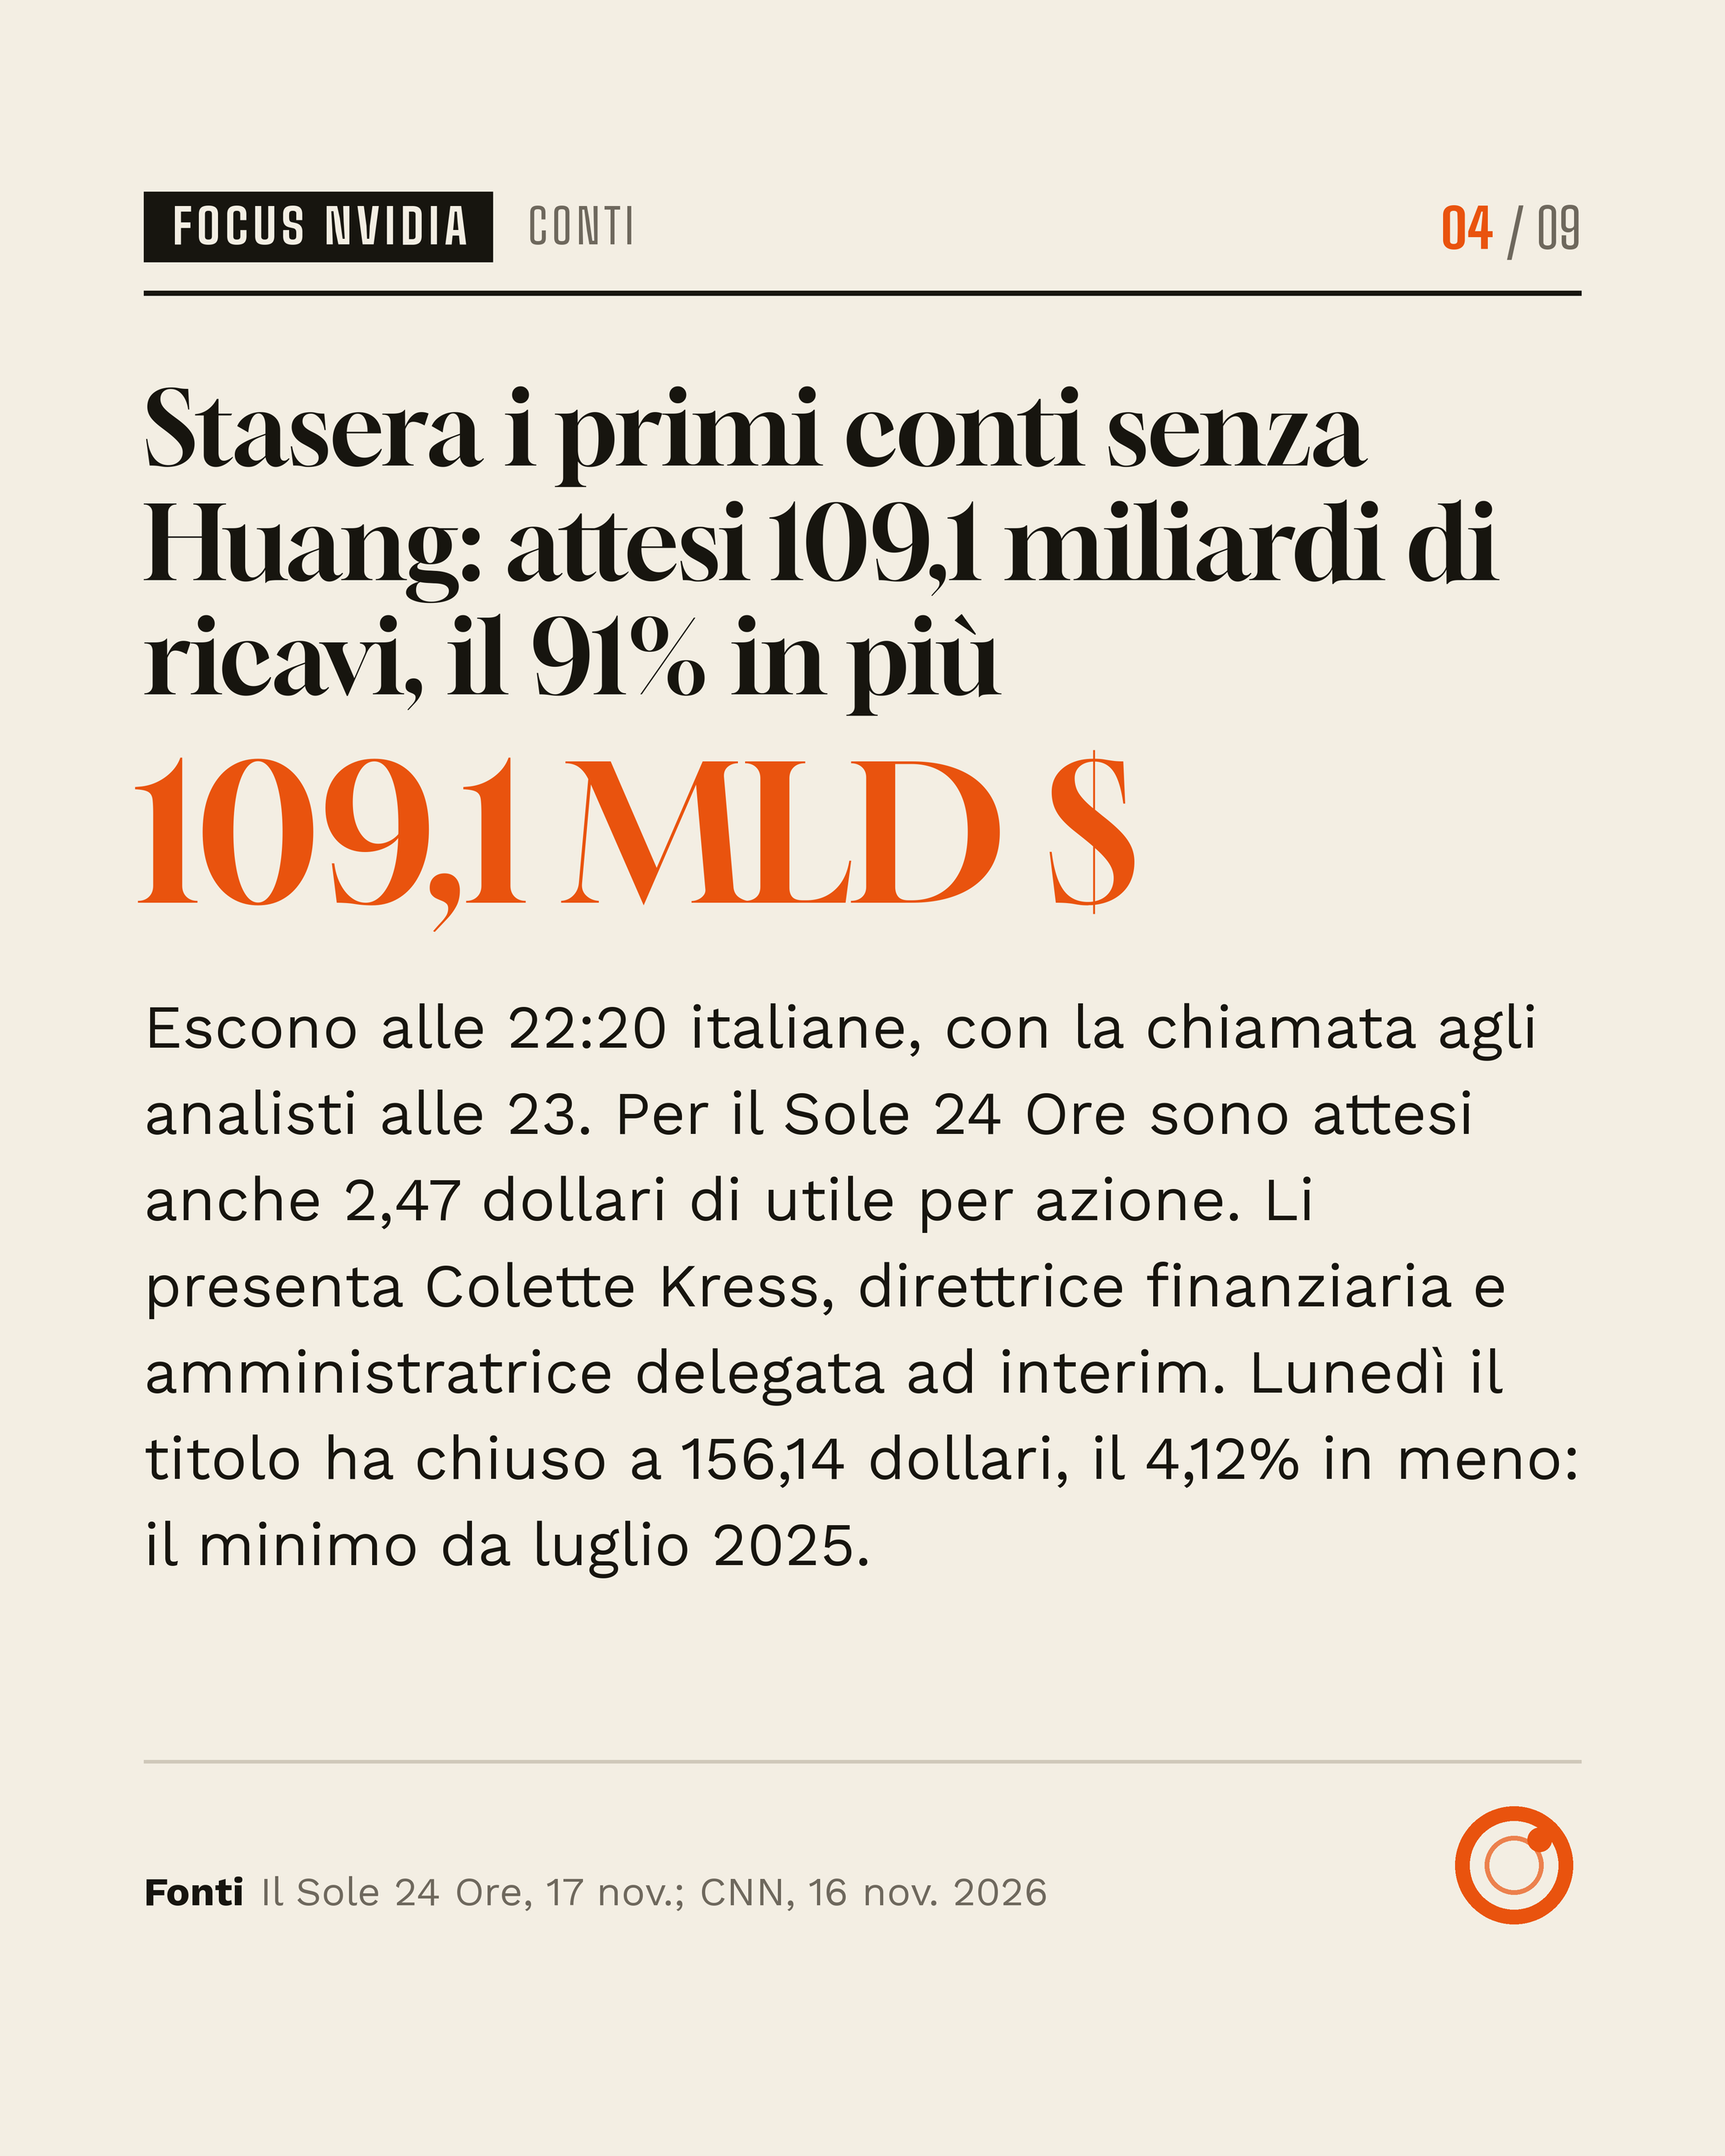 FOCUS NVIDIA CONTI 04 / 09
Stasera i primi conti senza
Huang: attesi 109,1 miliardi di
ricavi, il 91% in più
109,1 MLD $
Escono alle 22:20 italiane, con la chiamata agli
analisti alle 23. Per il Sole 24 Ore sono attesi
anche 2,47 dollari di utile per azione. Li
presenta Colette Kress, direttrice finanziaria e
amministratrice delegata ad interim. Lunedì il
titolo ha chiuso a 156,14 dollari, il 4,12% in meno:
il minimo da luglio 2025.
Fonti Il Sole 24 Ore, 17 nov.; CNN, 16 nov. 2026